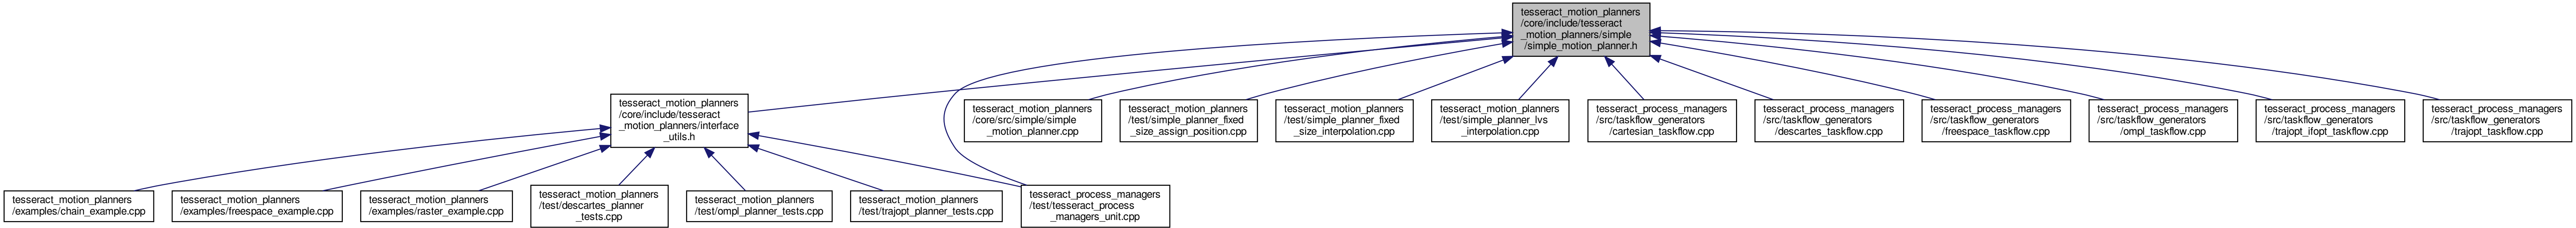 tesseract_motion_planners
/core/include/tesseract
_motion_planners/simple
/simple_motion_planner.h
tesseract_motion_planners
/core/include/tesseract
_motion_planners/interface
_utils.h
tesseract_motion_planners
/core/src/simple/simple
_motion_planner.cpp
tesseract_motion_planners
/test/simple_planner_fixed
_size_assign_position.cpp
tesseract_motion_planners
/test/simple_planner_fixed
_size_interpolation.cpp
tesseract_motion_planners
/test/simple_planner_lvs
_interpolation.cpp
tesseract_process_managers
/src/taskflow_generators
/cartesian_taskflow.cpp
tesseract_process_managers
/src/taskflow_generators
/descartes_taskflow.cpp
tesseract_process_managers
/src/taskflow_generators
/freespace_taskflow.cpp
tesseract_process_managers
/src/taskflow_generators
/ompl_taskflow.cpp
tesseract_process_managers
/src/taskflow_generators
/trajopt_ifopt_taskflow.cpp
tesseract_process_managers
/src/taskflow_generators
/trajopt_taskflow.cpp
tesseract_motion_planners
/examples/chain_example.cpp
tesseract_motion_planners
/examples/freespace_example.cpp
tesseract_motion_planners
/examples/raster_example.cpp
tesseract_motion_planners
/test/descartes_planner
_tests.cpp
tesseract_motion_planners
/test/ompl_planner_tests.cpp
tesseract_motion_planners
/test/trajopt_planner_tests.cpp
tesseract_process_managers
/test/tesseract_process
_managers_unit.cpp